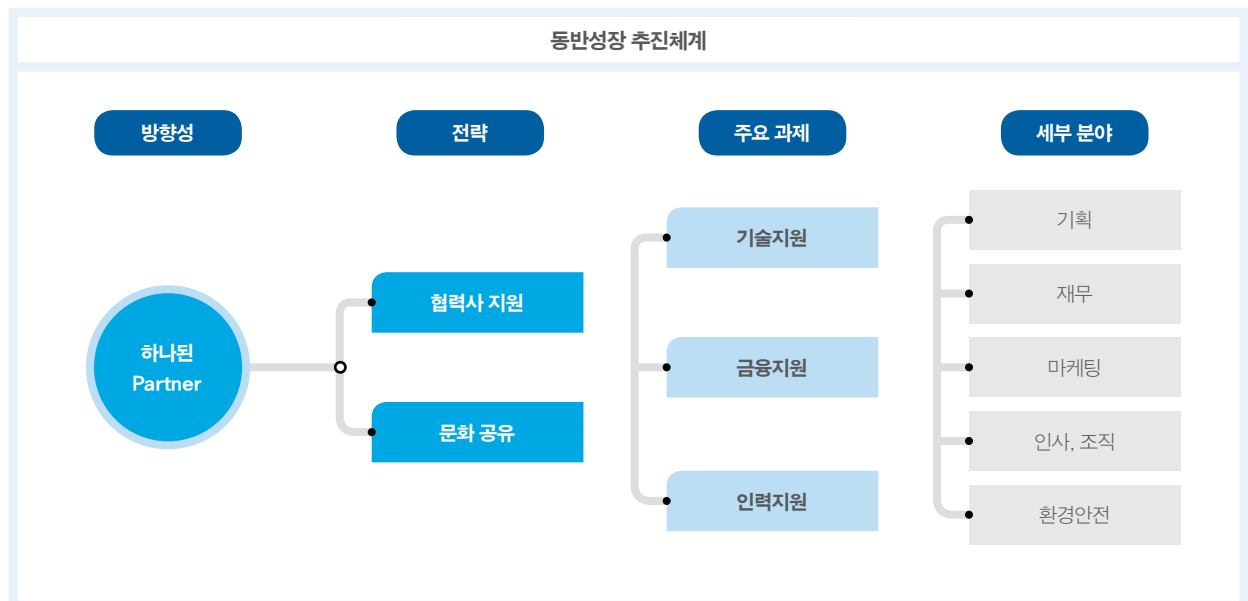 동반성장 추진체계
방향성
전략
주요 과제
세부 분야
하나된
Partner
협력사 지원
문화 공유
기술지원
금융지원
인력지원
기획
재무
마케팅
인사, 조직
환경안전